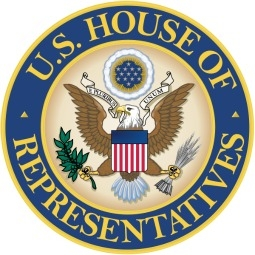 U.S. HOUSE OF
REPRESENTATIVES
E PLURIBUS UNUM